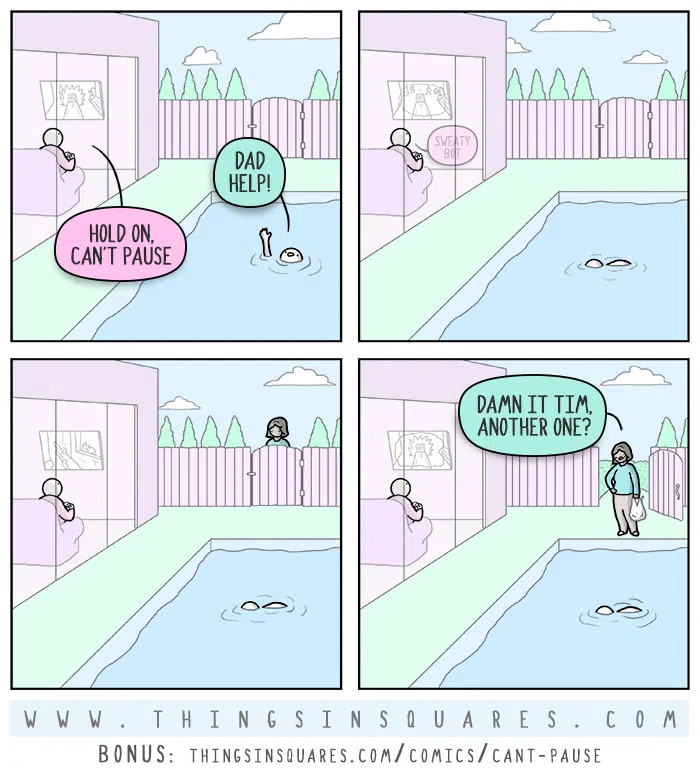 DAD
HELP!
HOLD ON,
CAN'T PAUSE
SWEATY
BOT
DAMN IT TIM,
ANOTHER ONE?
WWW.THINGSINSQUARES.COM
BONUS: THINGSINSQUARES.COM/COMICS/CANT-PAUSE